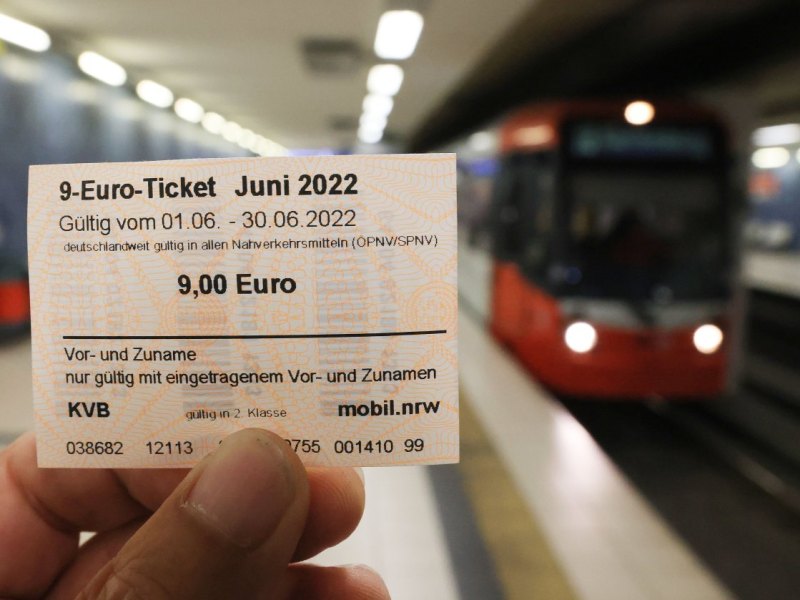 9-Euro-Ticket Juni 2022
Gültig vom 01.06. - 30.06.2022
deutschlandweit gültig in allen Nahverkehrsmitteln (ÖPNV/SPNV)
9,00 Euro
Vor- und Zuname
nur gültig mit eingetragenem Vor- und Zunamen
KVB gültig in 2. Klasse mobil.nrw
038682 12113 0755 001410 99